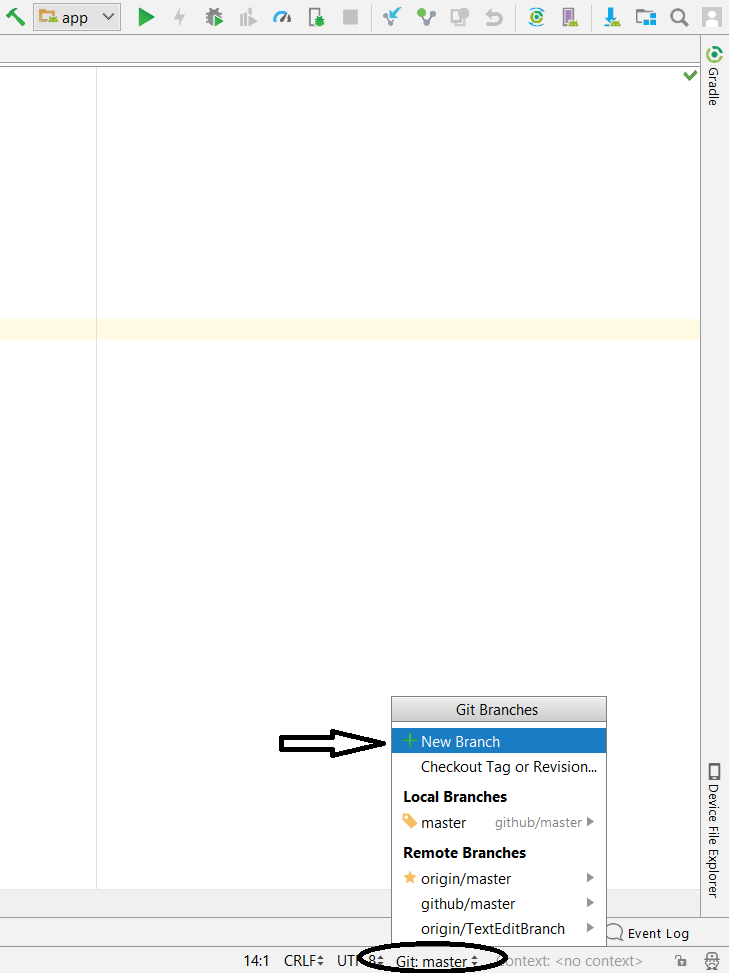 app
Gradle
Git Branches
New Branch
Checkout Tag or Revision...
Local Branches
master github/master
Remote Branches
origin/master
github/master
origin/TextEditBranch
Device File Explorer
Event Log
14:1 CRLF UTF-8 Git: master ontext: <no context>